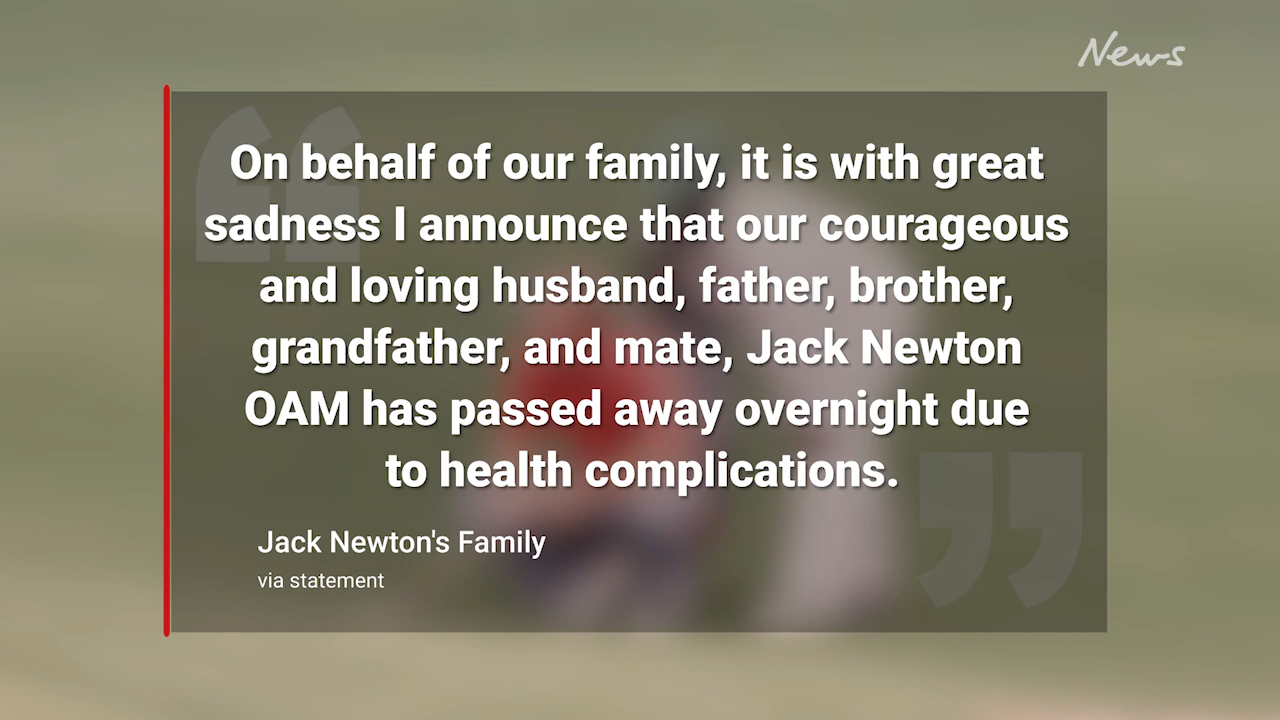 News
On behalf of our family, it is with great
sadness I announce that our courageous
and loving husband, father, brother,
grandfather, and mate, Jack Newton
OAM has passed away overnight due
to health complications.
Jack Newton's Family
via statement